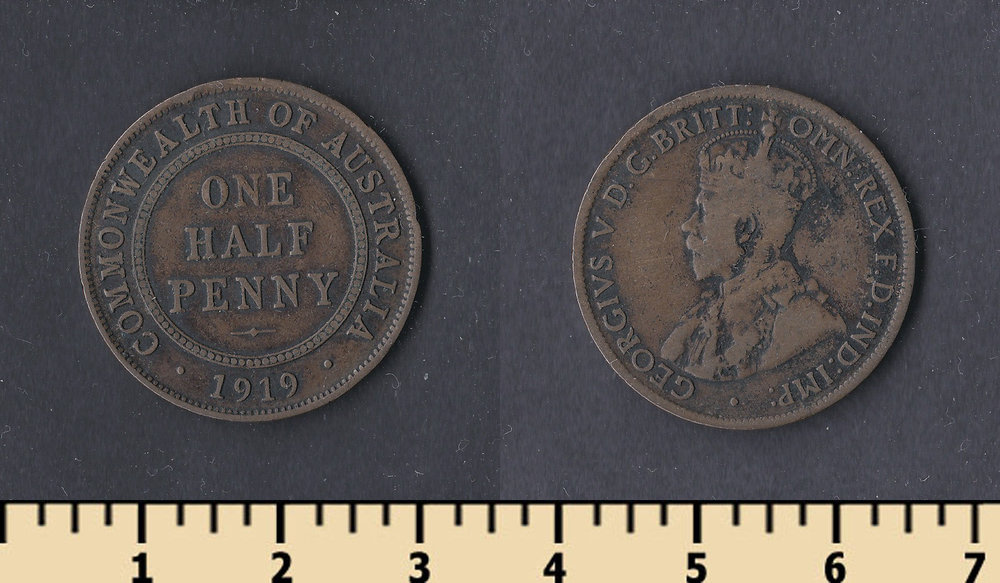 COMMONWEALTH OF AUSTRALIA
ONE
HALF
PENNY
· 1919 ·
GEORGIVS V D.G. BRITT: OMN: REX F.D. IND: IMP: ·
1 2 3 4 5 6 7